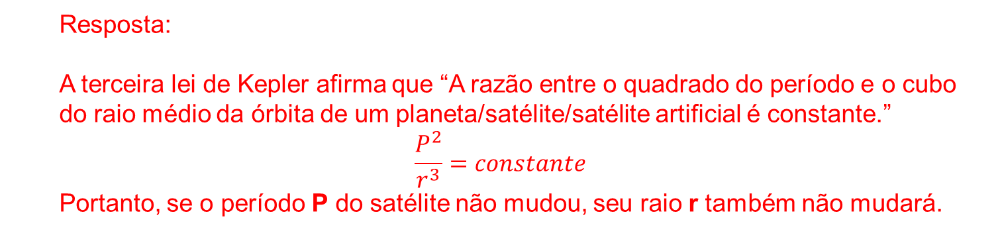 Resposta:
A terceira lei de Kepler afirma que “A razão entre o quadrado do período e o cubo
do raio médio da órbita de um planeta/satélite/satélite artificial é constante.”
P²/r³ = constante
Portanto, se o período P do satélite não mudou, seu raio r também não mudará.